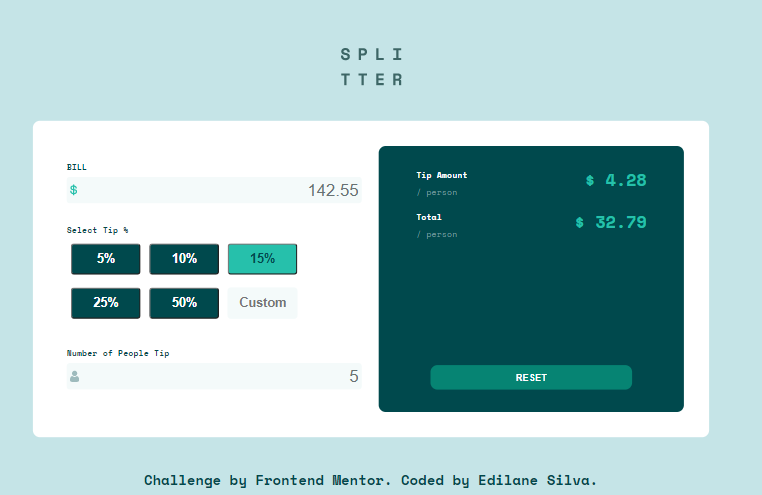 SPLI
TTER
BILL
$ 142.55
Select Tip %
5% 10% 15%
25% 50% Custom
Number of People Tip
5
Tip Amount
/ person
$ 4.28
Total
/ person
$ 32.79
RESET
Challenge by Frontend Mentor. Coded by Edilane Silva.